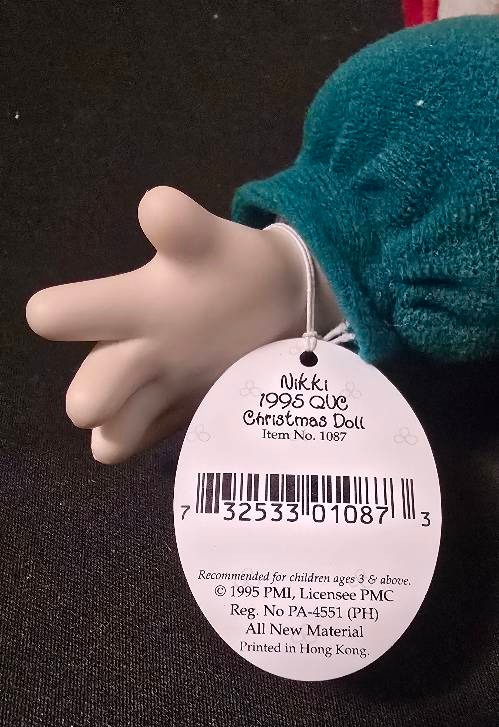 Nikki
1995 QVC
Christmas Doll
Item No. 1087
7 32533 01087 3
Recommended for children ages 3 & above.
© 1995 PMI, Licensee PMC
Reg. No PA-4551 (PH)
All New Material
Printed in Hong Kong.